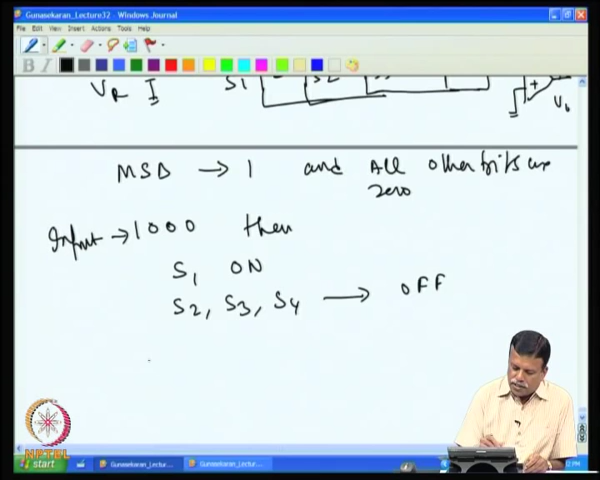 Gunasekaran_Lecture32 - Windows Journal
File Edit View Insert Actions Tools Help
B I
VR I S1 S2
MSB → 1 and All other bits are
zero
Input → 1000 then
S1 ON
S2, S3, S4 → OFF
NPTEL
start Gunasekaran_Lectur... Gunasekaran_Lectur...